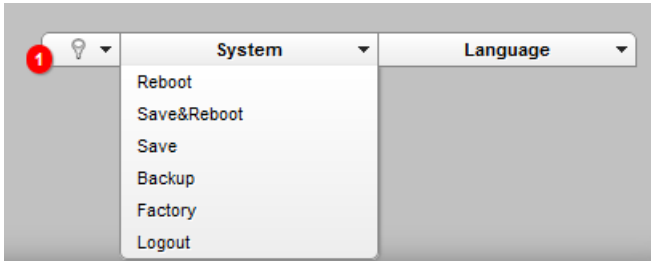 1 System Language
Reboot
Save&Reboot
Save
Backup
Factory
Logout